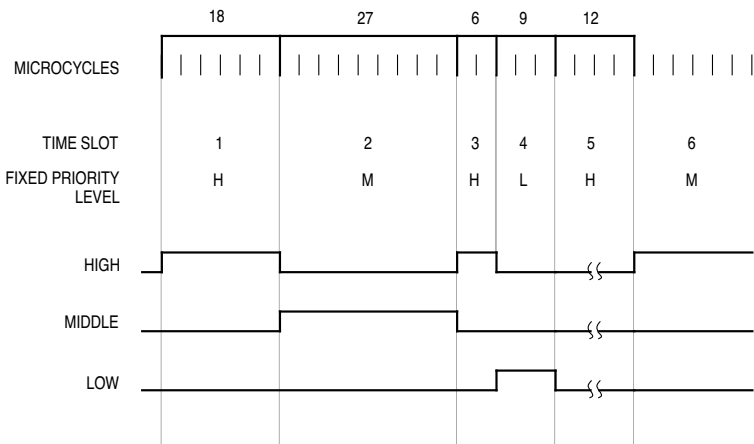 18 27 6 9 12
MICROCYCLES
TIME SLOT 1 2 3 4 5 6
FIXED PRIORITY
LEVEL H M H L H M
HIGH
MIDDLE
LOW